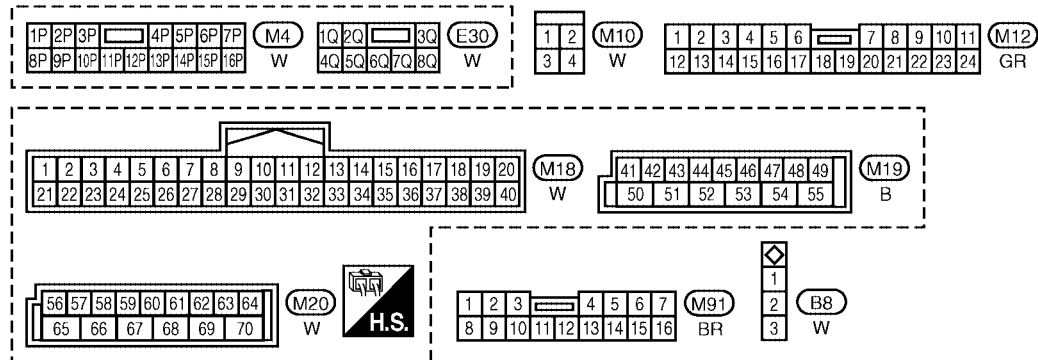 1P 2P 3P 4P 5P 6P 7P
8P 9P 10P 11P 12P 13P 14P 15P 16P
M4
W
1Q 2Q 3Q
4Q 5Q 6Q 7Q 8Q
E30
W
1 2
3 4
M10
W
1 2 3 4 5 6 7 8 9 10 11
12 13 14 15 16 17 18 19 20 21 22 23 24
M12
GR
1 2 3 4 5 6 7 8 9 10 11 12 13 14 15 16 17 18 19 20
21 22 23 24 25 26 27 28 29 30 31 32 33 34 35 36 37 38 39 40
M18
W
41 42 43 44 45 46 47 48 49
50 51 52 53 54 55
M19
B
56 57 58 59 60 61 62 63 64
65 66 67 68 69 70
M20
W
H.S.
1 2 3 4 5 6 7
8 9 10 11 12 13 14 15 16
M91
BR
1
2
3
B8
W